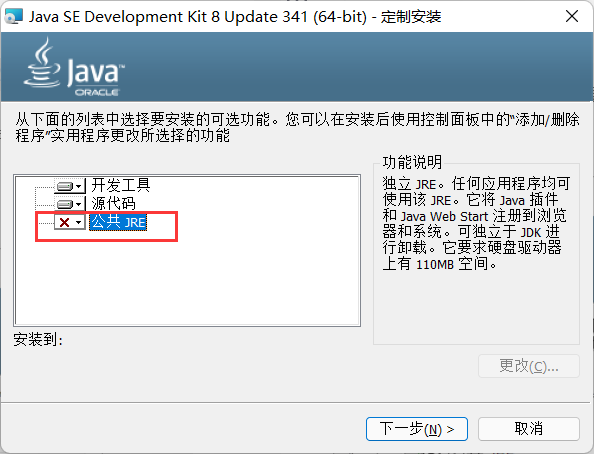 Java SE Development Kit 8 Update 341 (64-bit) - 定制安装
Java™
ORACLE
从下面的列表中选择要安装的可选功能。您可以在安装后使用控制面板中的“添加/删除
程序”实用程序更改所选择的功能
开发工具
源代码
公共 JRE
功能说明
独立 JRE。任何应用程序均可
使用该 JRE。它将 Java 插件
和 Java Web Start 注册到浏览
器和系统。可独立于 JDK 进
行卸载。它要求硬盘驱动器
上有 110MB 空间。
安装到:
更改(C)...
下一步(N) >
取消